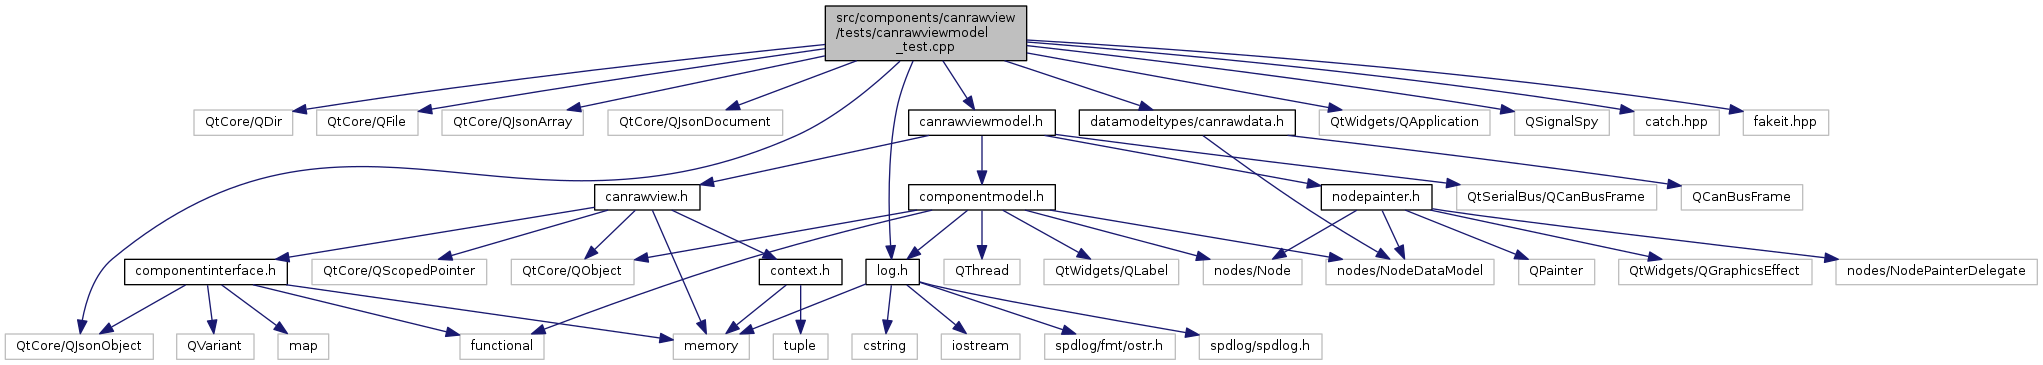 src/components/canrawview
/tests/canrawviewmodel
_test.cpp
QtCore/QDir
QtCore/QFile
QtCore/QJsonArray
QtCore/QJsonDocument
canrawviewmodel.h
datamodeltypes/canrawdata.h
QtWidgets/QApplication
QSignalSpy
catch.hpp
fakeit.hpp
canrawview.h
componentmodel.h
nodepainter.h
QtSerialBus/QCanBusFrame
QCanBusFrame
componentinterface.h
QtCore/QScopedPointer
QtCore/QObject
context.h
log.h
QThread
QtWidgets/QLabel
nodes/Node
nodes/NodeDataModel
QPainter
QtWidgets/QGraphicsEffect
nodes/NodePainterDelegate
QtCore/QJsonObject
QVariant
map
functional
memory
tuple
cstring
iostream
spdlog/fmt/ostr.h
spdlog/spdlog.h